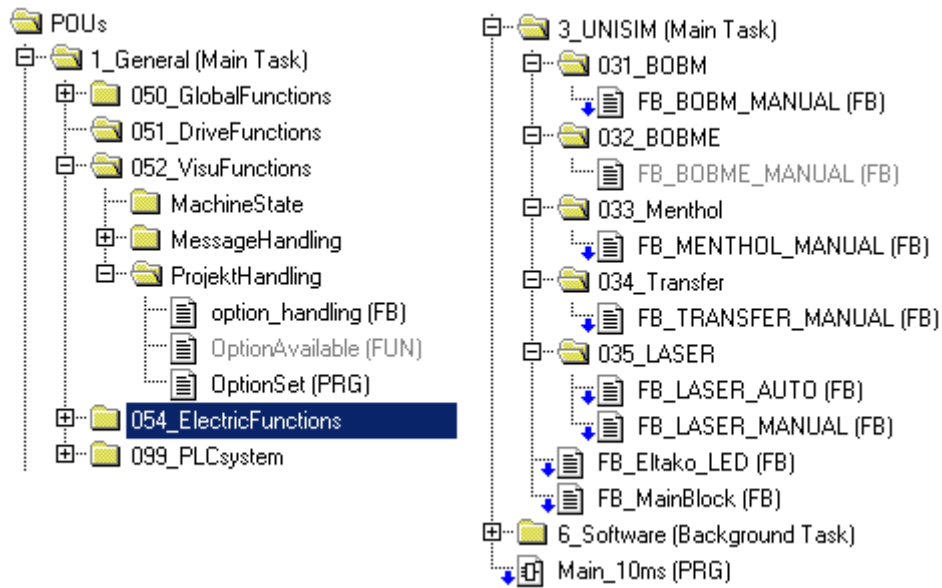 POUs
1_General (Main Task)
050_GlobalFunctions
051_DriveFunctions
052_VisuFunctions
MachineState
MessageHandling
ProjektHandling
option_handling (FB)
OptionAvailable (FUN)
OptionSet (PRG)
054_ElectricFunctions
099_PLCsystem
3_UNISIM (Main Task)
031_BOBM
FB_BOBM_MANUAL (FB)
032_BOBME
FB_BOBME_MANUAL (FB)
033_Menthol
FB_MENTHOL_MANUAL (FB)
034_Transfer
FB_TRANSFER_MANUAL (FB)
035_LASER
FB_LASER_AUTO (FB)
FB_LASER_MANUAL (FB)
FB_Eltako_LED (FB)
FB_MainBlock (FB)
6_Software (Background Task)
Main_10ms (PRG)